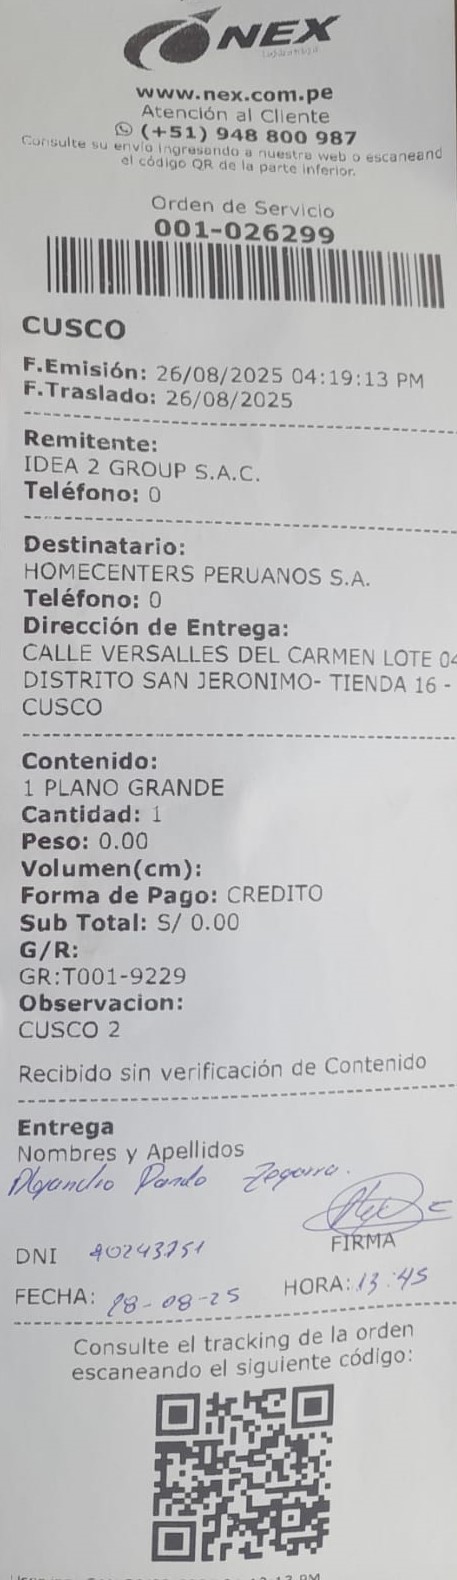 NEX
www.nex.com.pe
Atención al Cliente
(+51) 948 800 987
Consulte su envío ingresando a nuestra web o escaneand
el código QR de la parte inferior.
Orden de Servicio
001-026299
CUSCO
F.Emisión: 26/08/2025 04:19:13 PM
F.Traslado: 26/08/2025
Remitente:
IDEA 2 GROUP S.A.C.
Teléfono: 0
Destinatario:
HOMECENTERS PERUANOS S.A.
Teléfono: 0
Dirección de Entrega:
CALLE VERSALLES DEL CARMEN LOTE 04
DISTRITO SAN JERONIMO- TIENDA 16 -
CUSCO
Contenido:
1 PLANO GRANDE
Cantidad: 1
Peso: 0.00
Volumen(cm):
Forma de Pago: CREDITO
Sub Total: S/ 0.00
G/R:
GR:T001-9229
Observacion:
CUSCO 2
Recibido sin verificación de Contenido
Entrega
Nombres y Apellidos
Alejandro Pando Zegarra.
FIRMA
DNI
FECHA: 28-08-25 HORA: 13:45
Consulte el tracking de la orden
escaneando el siguiente código: